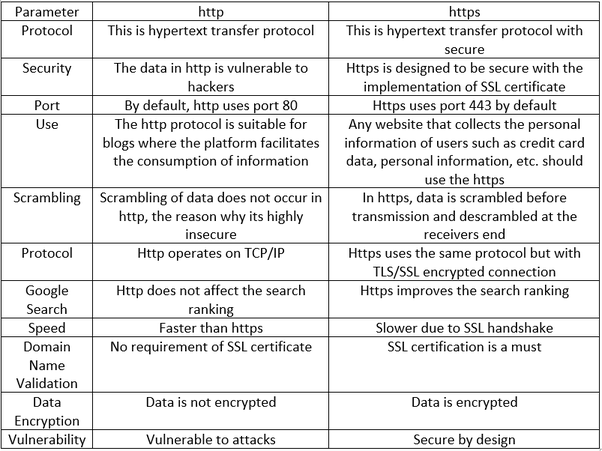 Parameter http https
Protocol This is hypertext transfer protocol This is hypertext transfer protocol with
secure
Security The data in http is vulnerable to Https is designed to be secure with the
hackers implementation of SSL certificate
Port By default, http uses port 80 Https uses port 443 by default
Use The http protocol is suitable for Any website that collects the personal
blogs where the platform facilitates information of users such as credit card
the consumption of information data, personal information, etc. should
use the https
Scrambling Scrambling of data does not occur in In https, data is scrambled before
http, the reason why its highly transmission and descrambled at the
insecure receivers end
Protocol Http operates on TCP/IP Https uses the same protocol but with
TLS/SSL encrypted connection
Google Http does not affect the search Https improves the search ranking
Search ranking
Speed Faster than https Slower due to SSL handshake
Domain No requirement of SSL certificate SSL certification is a must
Name
Validation
Data Data is not encrypted Data is encrypted
Encryption
Vulnerability Vulnerable to attacks Secure by design